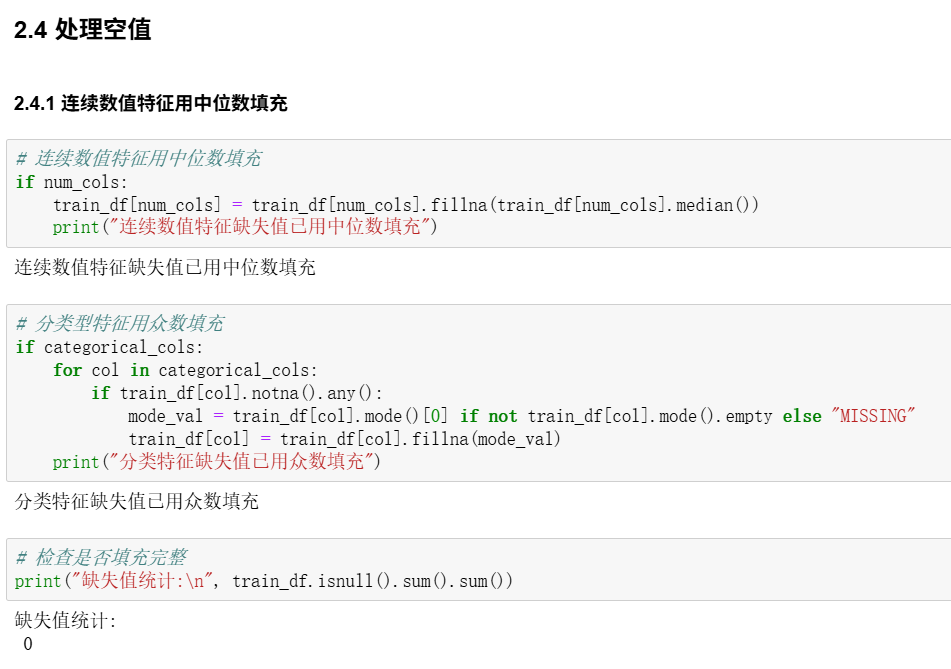 2.4 处理空值
2.4.1 连续数值特征用中位数填充
# 连续数值特征用中位数填充
if num_cols:
    train_df[num_cols] = train_df[num_cols].fillna(train_df[num_cols].median())
    print("连续数值特征缺失值已用中位数填充")
连续数值特征缺失值已用中位数填充
# 分类型特征用众数填充
if categorical_cols:
    for col in categorical_cols:
        if train_df[col].notna().any():
            mode_val = train_df[col].mode()[0] if not train_df[col].mode().empty else "MISSING"
            train_df[col] = train_df[col].fillna(mode_val)
    print("分类特征缺失值已用众数填充")
分类特征缺失值已用众数填充
# 检查是否填充完整
print("缺失值统计:\n", train_df.isnull().sum().sum())
缺失值统计:
 0